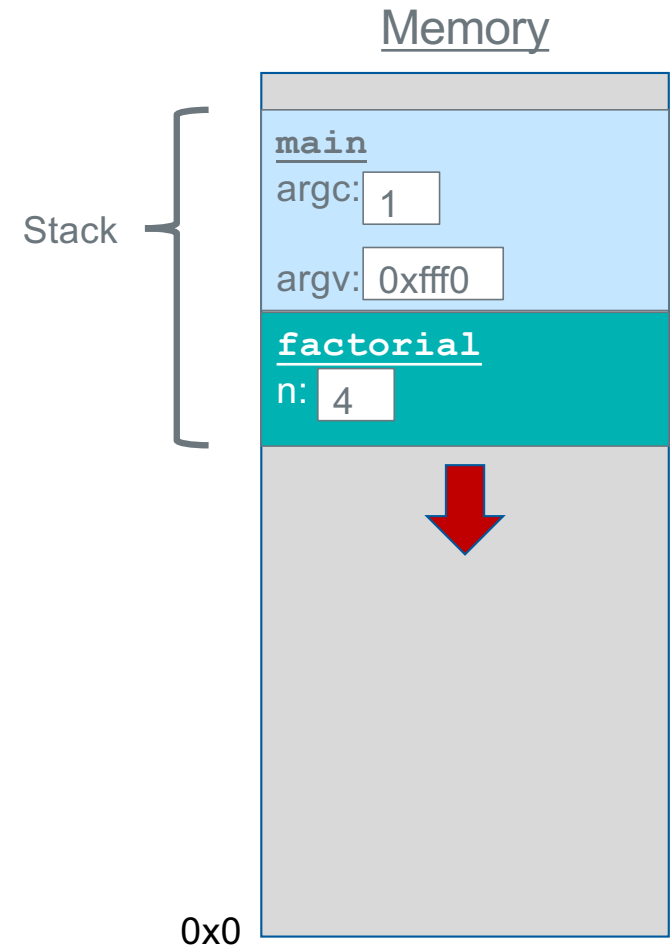 Memory
main
argc: 1
Stack
argv: 0xfff0
factorial
n: 4
0x0